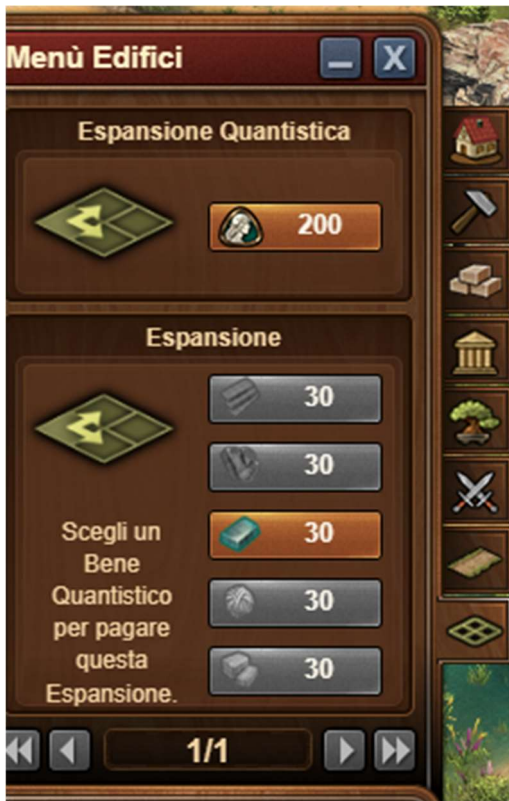 Menù Edifici
Espansione Quantistica
200
Espansione
30
30
30
30
30
Scegli un
Bene
Quantistico
per pagare
questa
Espansione.
1/1